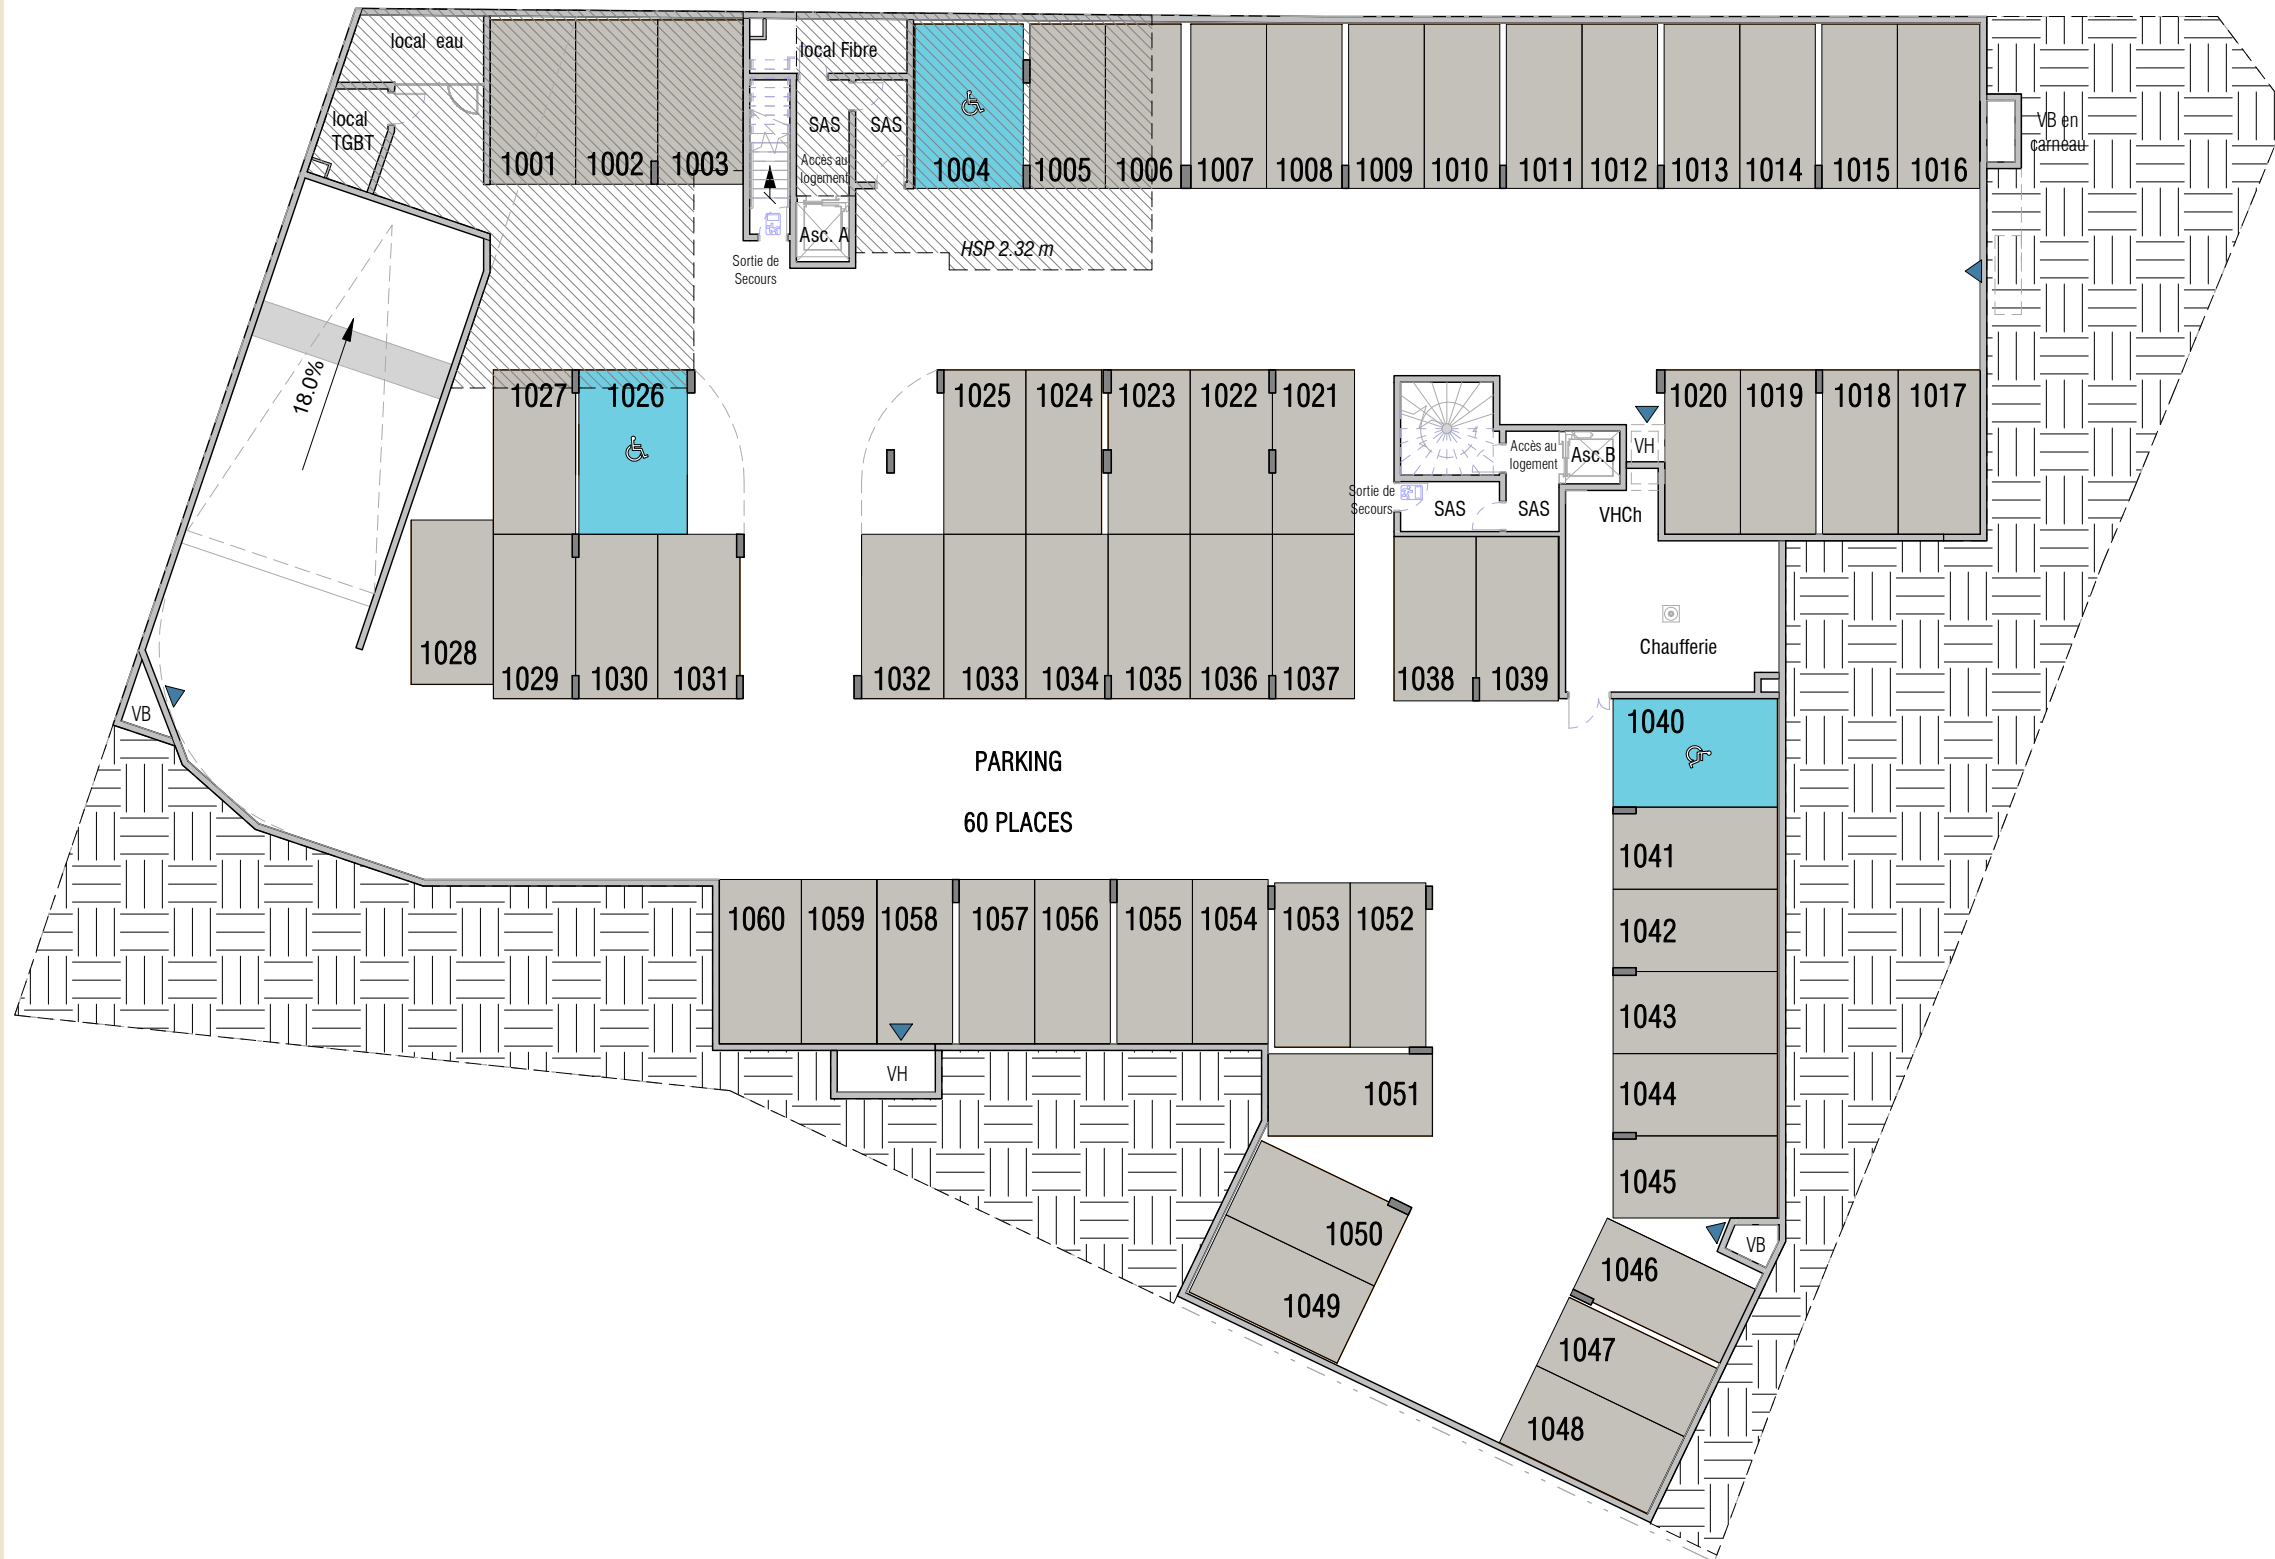 local eau
local Fibre
local
TGBT
SAS
SAS
Accès au
logement
1001
1002
1003
1004
1005
1006
1007
1008
1009
1010
1011
1012
1013
1014
1015
1016
VB en
carneau
Asc. A
HSP 2.32 m
Sortie de
Secours
18.0%
1027
1026
1025
1024
1023
1022
1021
1020
1019
1018
1017
Accès au
logement
Asc.B
VH
Sortie de
Secours
SAS
SAS
VHCh
1028
1029
1030
1031
1032
1033
1034
1035
1036
1037
1038
1039
Chaufferie
VB
1040
PARKING
60 PLACES
1041
1042
1043
1044
1045
1060
1059
1058
1057
1056
1055
1054
1053
1052
VH
1051
1050
1049
VB
1046
1047
1048